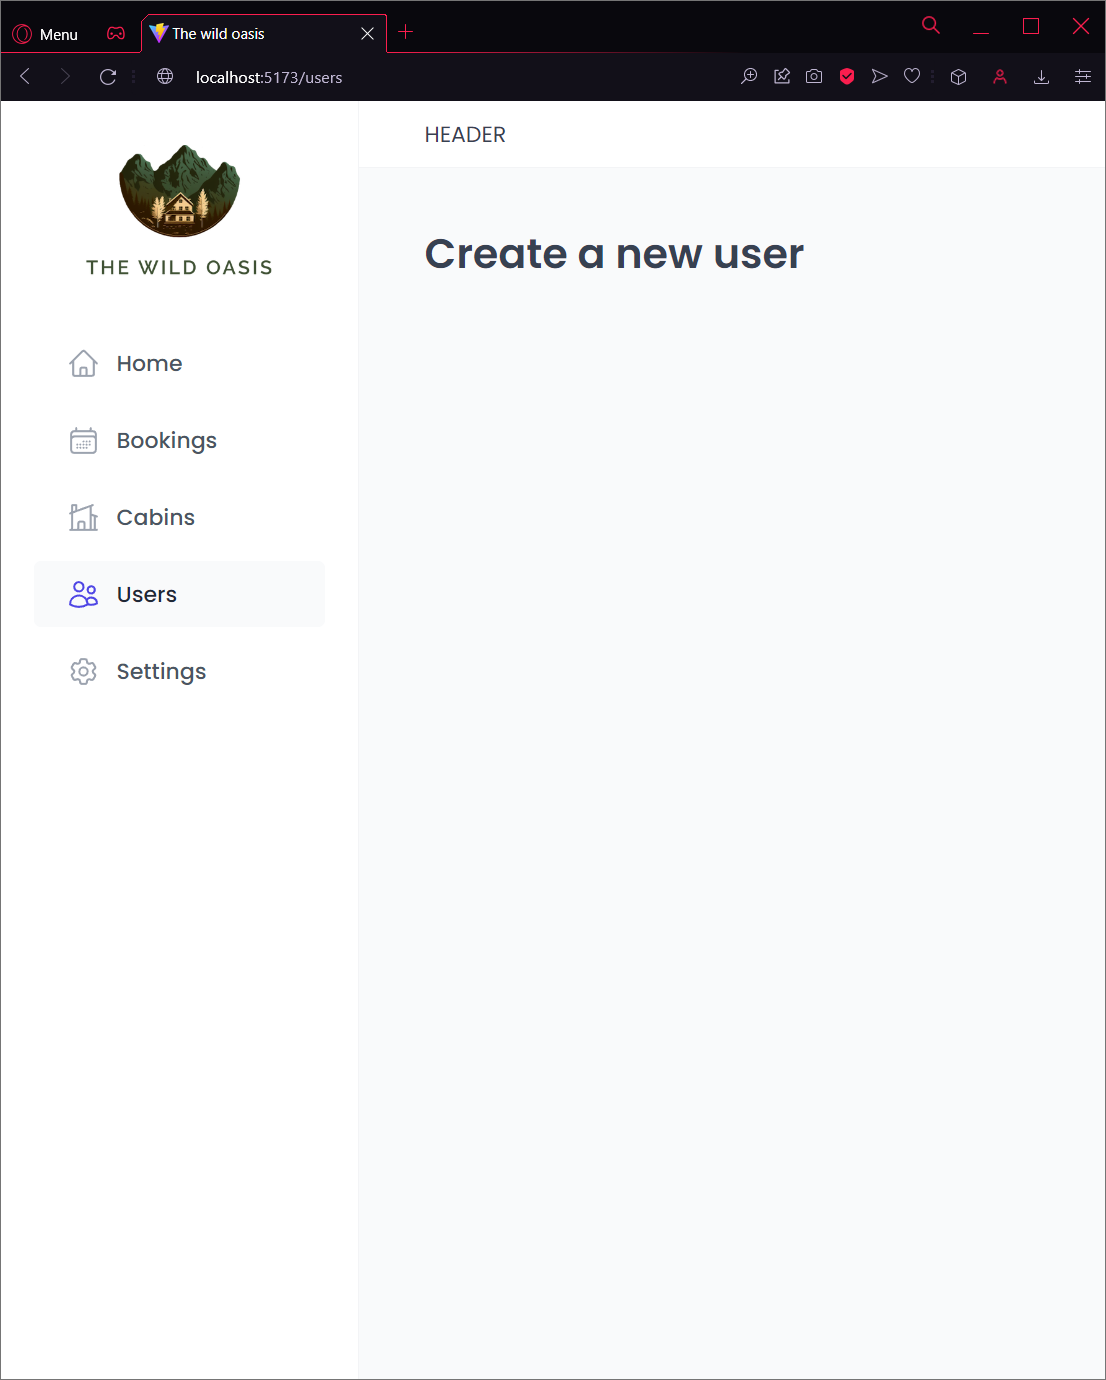 Menu
The wild oasis
localhost:5173/users
THE WILD OASIS
Home
Bookings
Cabins
Users
Settings
HEADER
Create a new user